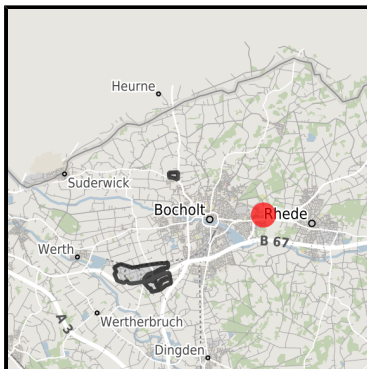 Heurne
Suderwick
Bocholt
Rhede
B 67
Werth
A 3
Wertherbruch
Dingden